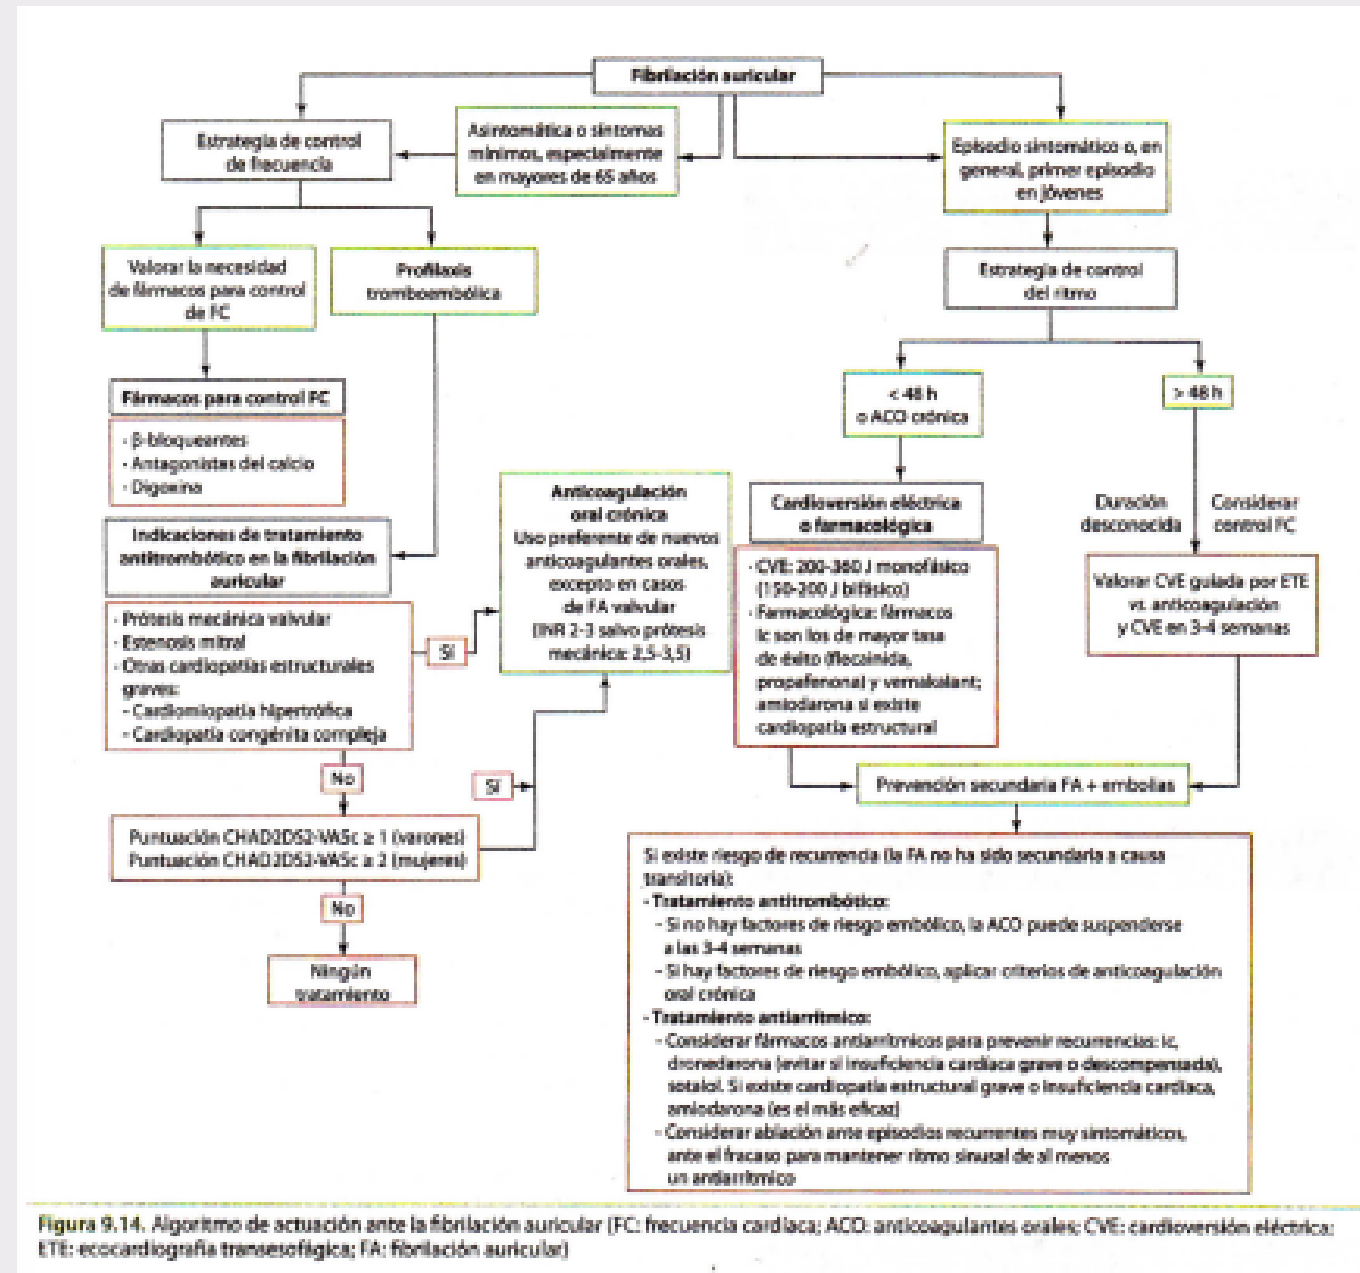 Fibrilación auricular
Estrategia de control
de frecuencia
Asintomática o síntomas
mínimos, especialmente
en mayores de 65 años
Episodio sintomático o, en
general, primer episodio
en jóvenes
Valorar la necesidad
de fármacos para control
de FC
Profilaxis
tromboembólica
Estrategia de control
del ritmo
Fármacos para control FC
- β-bloqueantes
- Antagonistas del calcio
- Digoxina
< 48 h
o ACO crónica
> 48 h
Indicaciones de tratamiento
antitrombótico en la fibrilación
auricular
- Prótesis mecánica valvular
- Estenosis mitral
- Otras cardiopatías estructurales
graves:
- Cardiomiopatía hipertrófica
- Cardiopatía congénita compleja
Sí
Anticoagulación
oral crónica
Uso preferente de nuevos
anticoagulantes orales,
excepto en casos
de FA valvular
(INR 2-3 salvo prótesis
mecánica: 2,5-3,5)
Cardioversión eléctrica
o farmacológica
- CVE: 200-360 J monofásico
(150-200 J bifásico)
- Farmacológica: fármacos
Ic son los de mayor tasa
de éxito (flecainida,
propafenona) y vernakalant;
amiodarona si existe
cardiopatía estructural
Duración
desconocida
Considerar
control FC
Valorar CVE guiada por ETE
vs. anticoagulación
y CVE en 3-4 semanas
No
Sí
Puntuación CHAD2DS2-VASc ≥ 1 (varones)
Puntuación CHAD2DS2-VASc ≥ 2 (mujeres)
No
Ningún
tratamiento
Prevención secundaria FA + embolias
Si existe riesgo de recurrencia (la FA no ha sido secundaria a causa
transitoria):
- Tratamiento antitrombótico:
- Si no hay factores de riesgo embólico, la ACO puede suspenderse
a las 3-4 semanas
- Si hay factores de riesgo embólico, aplicar criterios de anticoagulación
oral crónica
- Tratamiento antiarrítmico:
- Considerar fármacos antiarrítmicos para prevenir recurrencias: Ic,
dronedarona (evitar si insuficiencia cardíaca grave o descompensada),
sotalol. Si existe cardiopatía estructural grave o insuficiencia cardíaca,
amiodarona (es el más eficaz)
- Considerar ablación ante episodios recurrentes muy sintomáticos,
ante el fracaso para mantener ritmo sinusal de al menos
un antiarrítmico
Figura 9.14. Algoritmo de actuación ante la fibrilación auricular (FC: frecuencia cardíaca; ACO: anticoagulantes orales; CVE: cardioversión eléctrica;
ETE: ecocardiografía transesofágica; FA: fibrilación auricular)